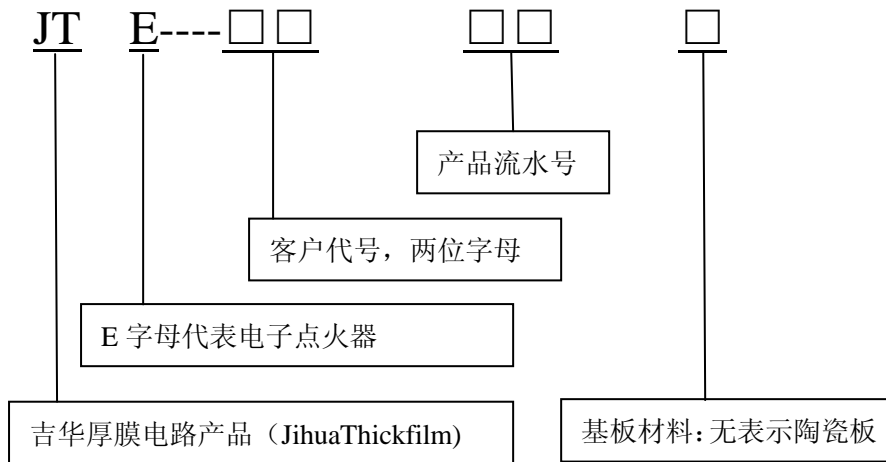 JT E----□□ □□ □
产品流水号
客户代号，两位字母
E 字母代表电子点火器
吉华厚膜电路产品（JihuaThickfilm)
基板材料：无表示陶瓷板